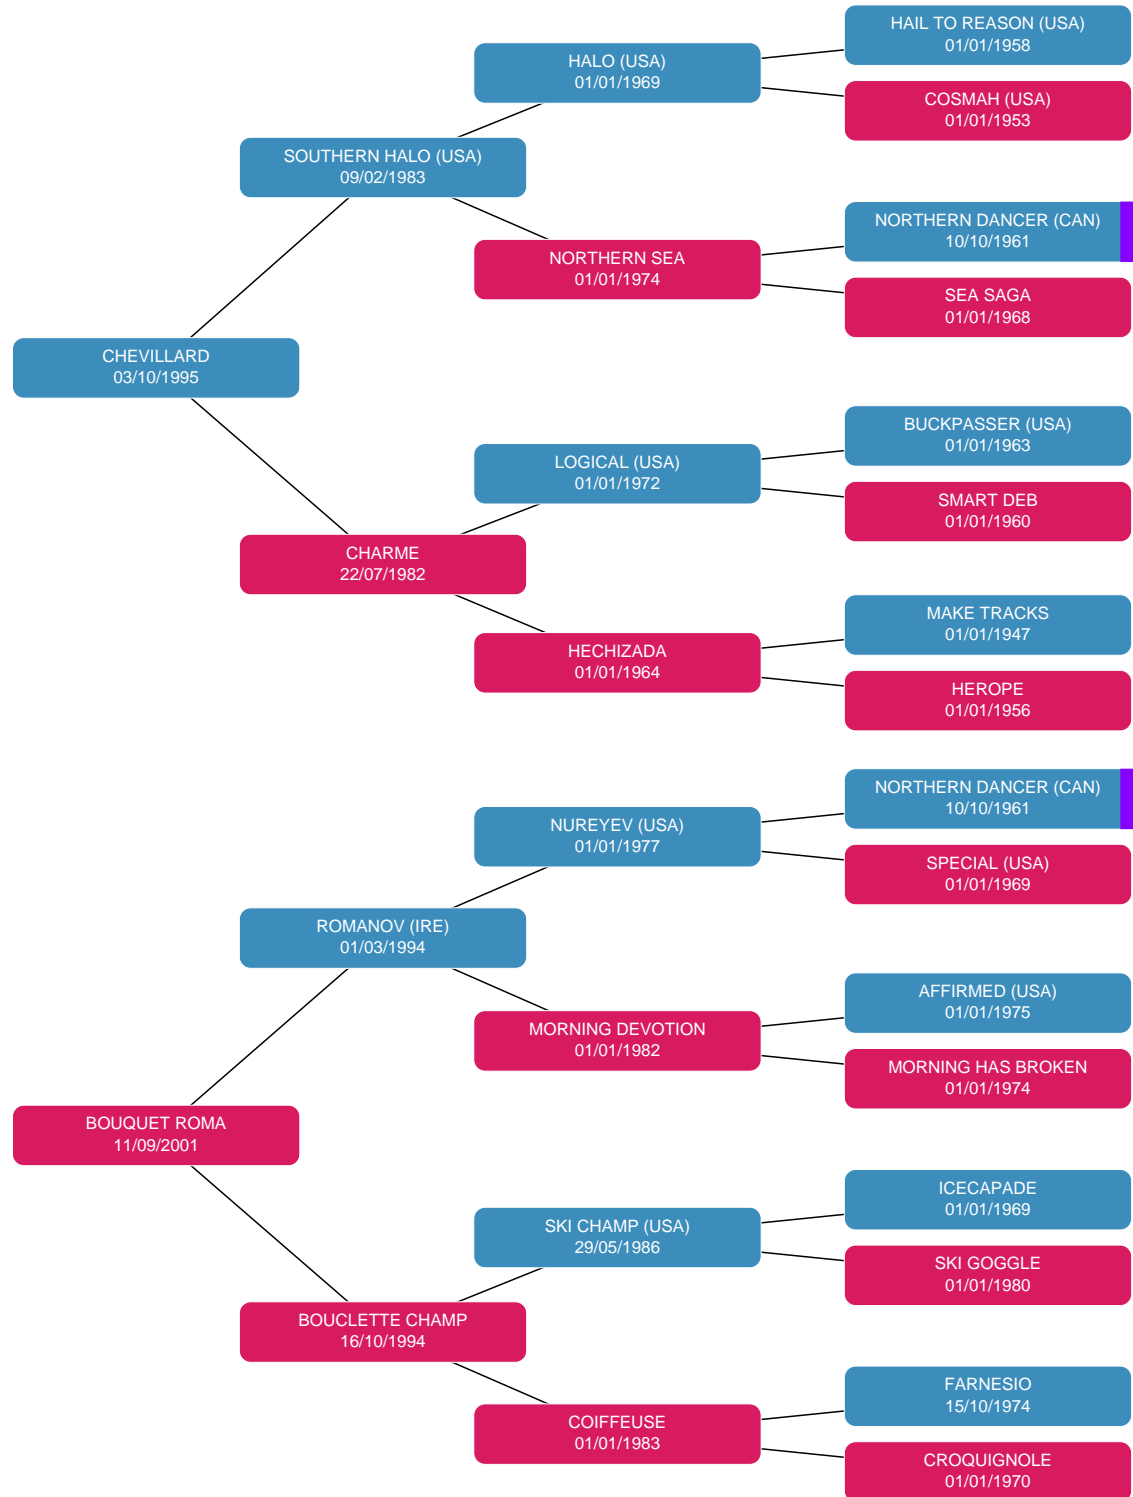 HAIL TO REASON (USA)
01/01/1958
HALO (USA)
01/01/1969
COSMAH (USA)
01/01/1953
SOUTHERN HALO (USA)
09/02/1983
NORTHERN DANCER (CAN)
10/10/1961
NORTHERN SEA
01/01/1974
SEA SAGA
01/01/1968
CHEVILLARD
03/10/1995
BUCKPASSER (USA)
01/01/1963
LOGICAL (USA)
01/01/1972
SMART DEB
01/01/1960
CHARME
22/07/1982
MAKE TRACKS
01/01/1947
HECHIZADA
01/01/1964
HEROPE
01/01/1956
NORTHERN DANCER (CAN)
10/10/1961
NUREYEV (USA)
01/01/1977
SPECIAL (USA)
01/01/1969
ROMANOV (IRE)
01/03/1994
AFFIRMED (USA)
01/01/1975
MORNING DEVOTION
01/01/1982
MORNING HAS BROKEN
01/01/1974
BOUQUET ROMA
11/09/2001
ICECAPADE
01/01/1969
SKI CHAMP (USA)
29/05/1986
SKI GOGGLE
01/01/1980
BOUCLETTE CHAMP
16/10/1994
FARNESIO
15/10/1974
COIFFEUSE
01/01/1983
CROQUIGNOLE
01/01/1970